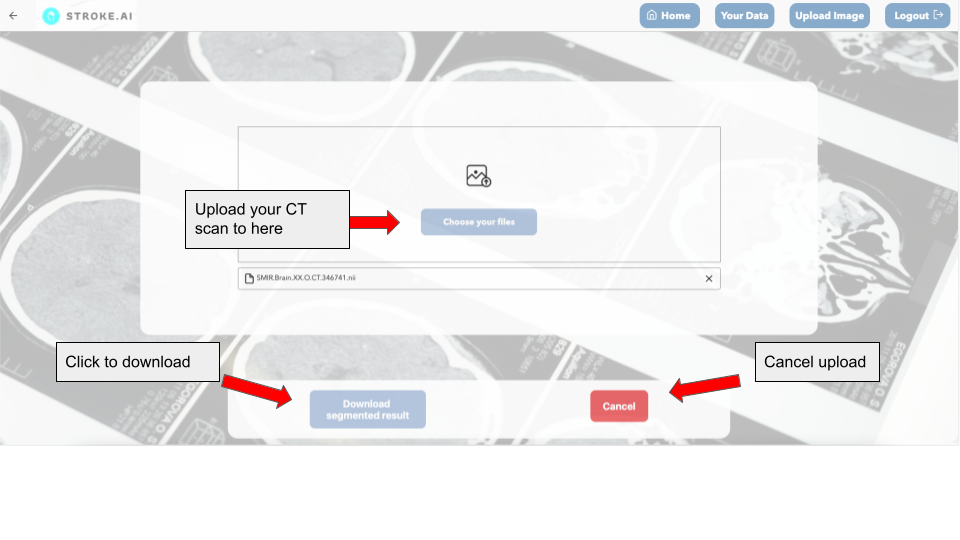 STROKE.AI
Home
Your Data
Upload Image
Logout
Upload your CT
scan to here
Choose your files
SMIR.Brain.XX.O.CT.346741.nii
Click to download
Cancel upload
Download
segmented result
Cancel